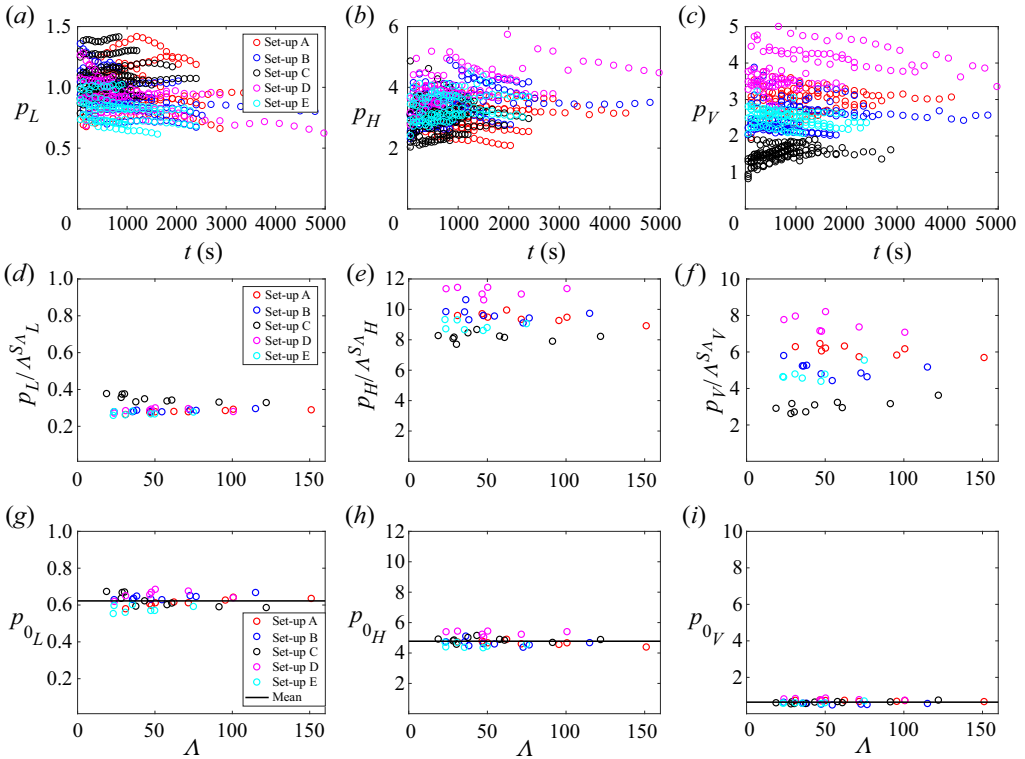 (a)
1.5
1.0
0.5
0
1000
2000
3000
4000
5000
p_L
t (s)
Set-up A
Set-up B
Set-up C
Set-up D
Set-up E
(b)
6
4
2
0
1000
2000
3000
4000
5000
p_H
t (s)
(c)
5
4
3
2
1
0
1000
2000
3000
4000
5000
p_V
t (s)
(d)
1.0
0.8
0.6
0.4
0.2
0
50
100
150
p_L/Λ^{S_Λ}_L
Set-up A
Set-up B
Set-up C
Set-up D
Set-up E
(e)
12
10
8
6
4
2
0
50
100
150
p_H/Λ^{S_Λ}_H
(f)
10
8
6
4
2
0
50
100
150
p_V/Λ^{S_Λ}_V
(g)
1.0
0.8
0.6
0.4
0.2
0
50
100
150
p_{0_L}
Λ
Set-up A
Set-up B
Set-up C
Set-up D
Set-up E
Mean
(h)
12
10
8
6
4
2
0
50
100
150
p_{0_H}
Λ
(i)
10
8
6
4
2
0
50
100
150
p_{0_V}
Λ